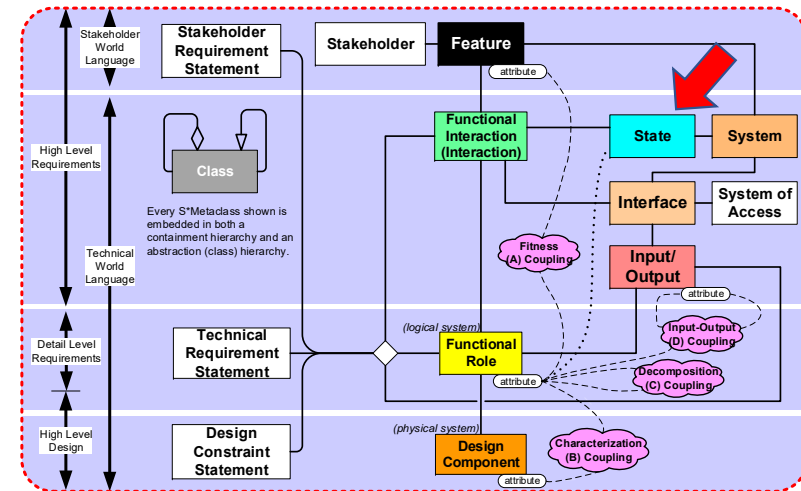 Stakeholder
World
Language
High Level
Requirements
Technical
World
Language
Detail Level
Requirements
High Level
Design
Stakeholder
Requirement
Statement
Stakeholder
Feature
attribute
Class
Every S*Metaclass shown is
embedded in both a
containment hierarchy and an
abstraction (class) hierarchy.
Functional
Interaction
(Interaction)
State
System
Interface
System of
Access
Fitness
(A) Coupling
Input/
Output
attribute
Technical
Requirement
Statement
(logical system)
Functional
Role
attribute
Input-Output
(D) Coupling
Decomposition
(C) Coupling
Design
Constraint
Statement
(physical system)
Design
Component
attribute
Characterization
(B) Coupling